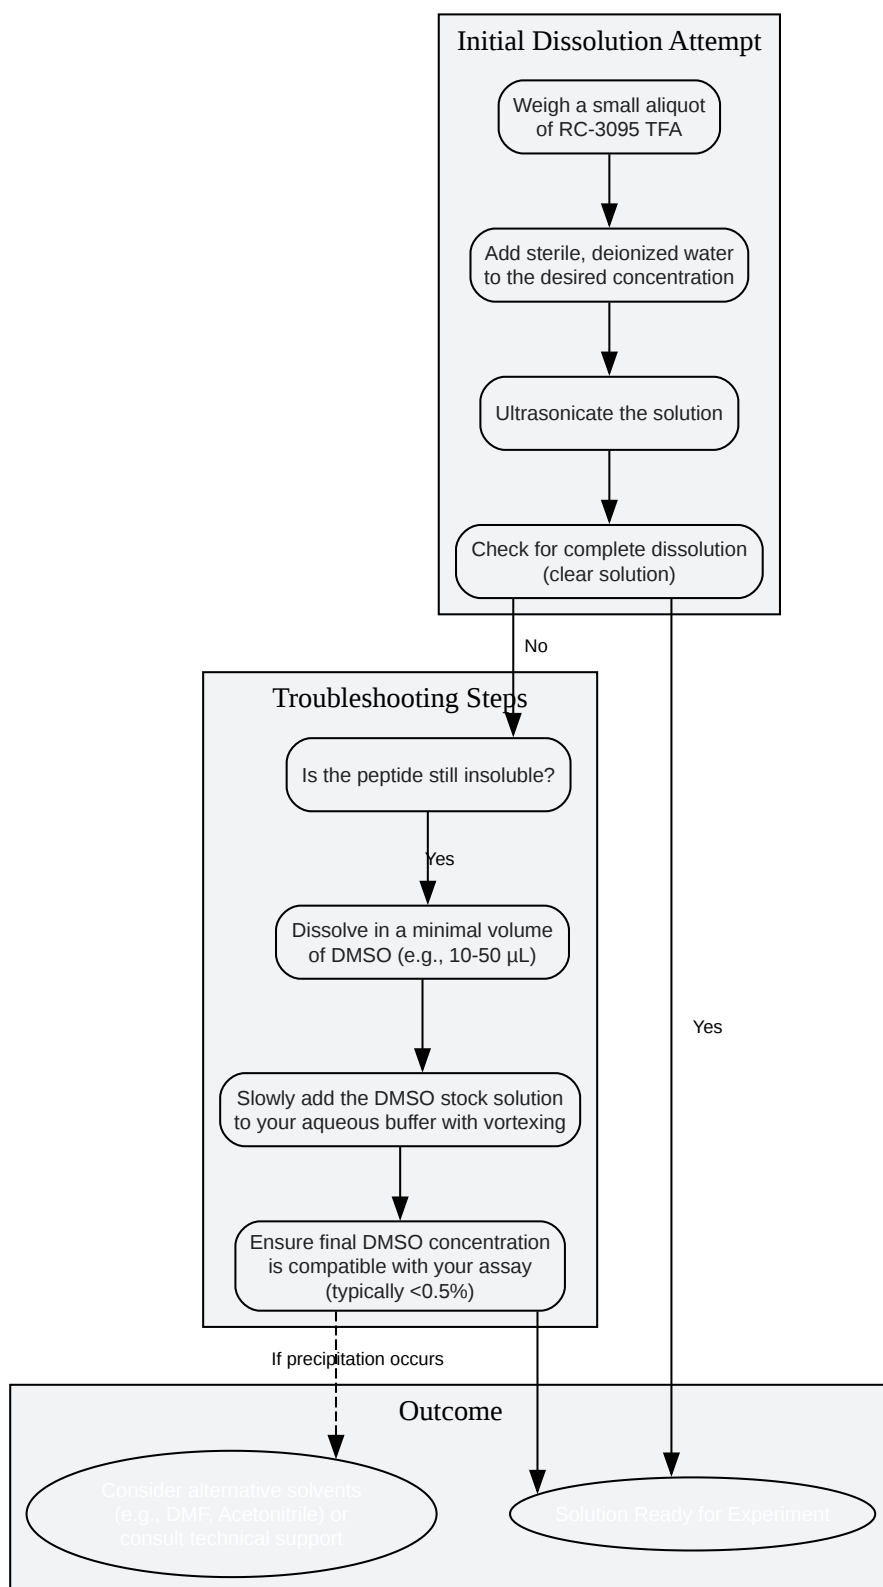 Initial Dissolution Attempt
Weigh a small aliquot
of RC-3095 TFA
Add sterile, deionized water
to the desired concentration
Ultrasonicate the solution
Check for complete dissolution
(clear solution)
No
Troubleshooting Steps
Is the peptide still insoluble?
Yes
Dissolve in a minimal volume
of DMSO (e.g., 10-50 µL)
Yes
Slowly add the DMSO stock solution
to your aqueous buffer with vortexing
Ensure final DMSO concentration
is compatible with your assay
(typically <0.5%)
If precipitation occurs
Outcome
Consider alternative solvents
(e.g., DMF, Acetonitrile) or
consult technical support
Solution Ready for Experiment